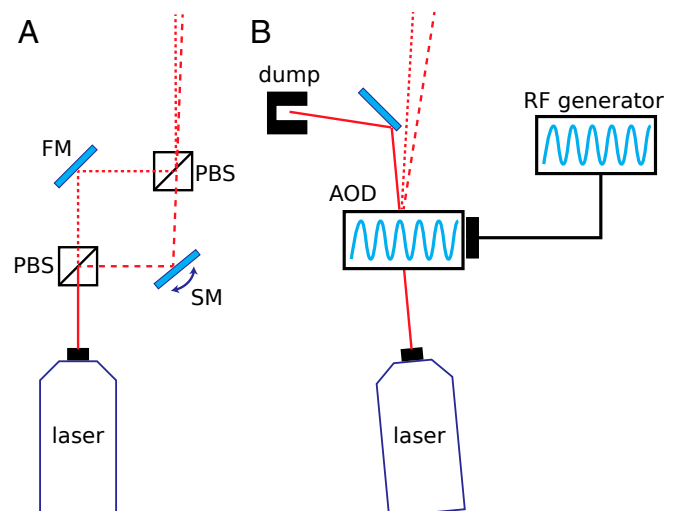 A
FM
PBS
PBS
SM
laser
B
dump
RF generator
AOD
laser